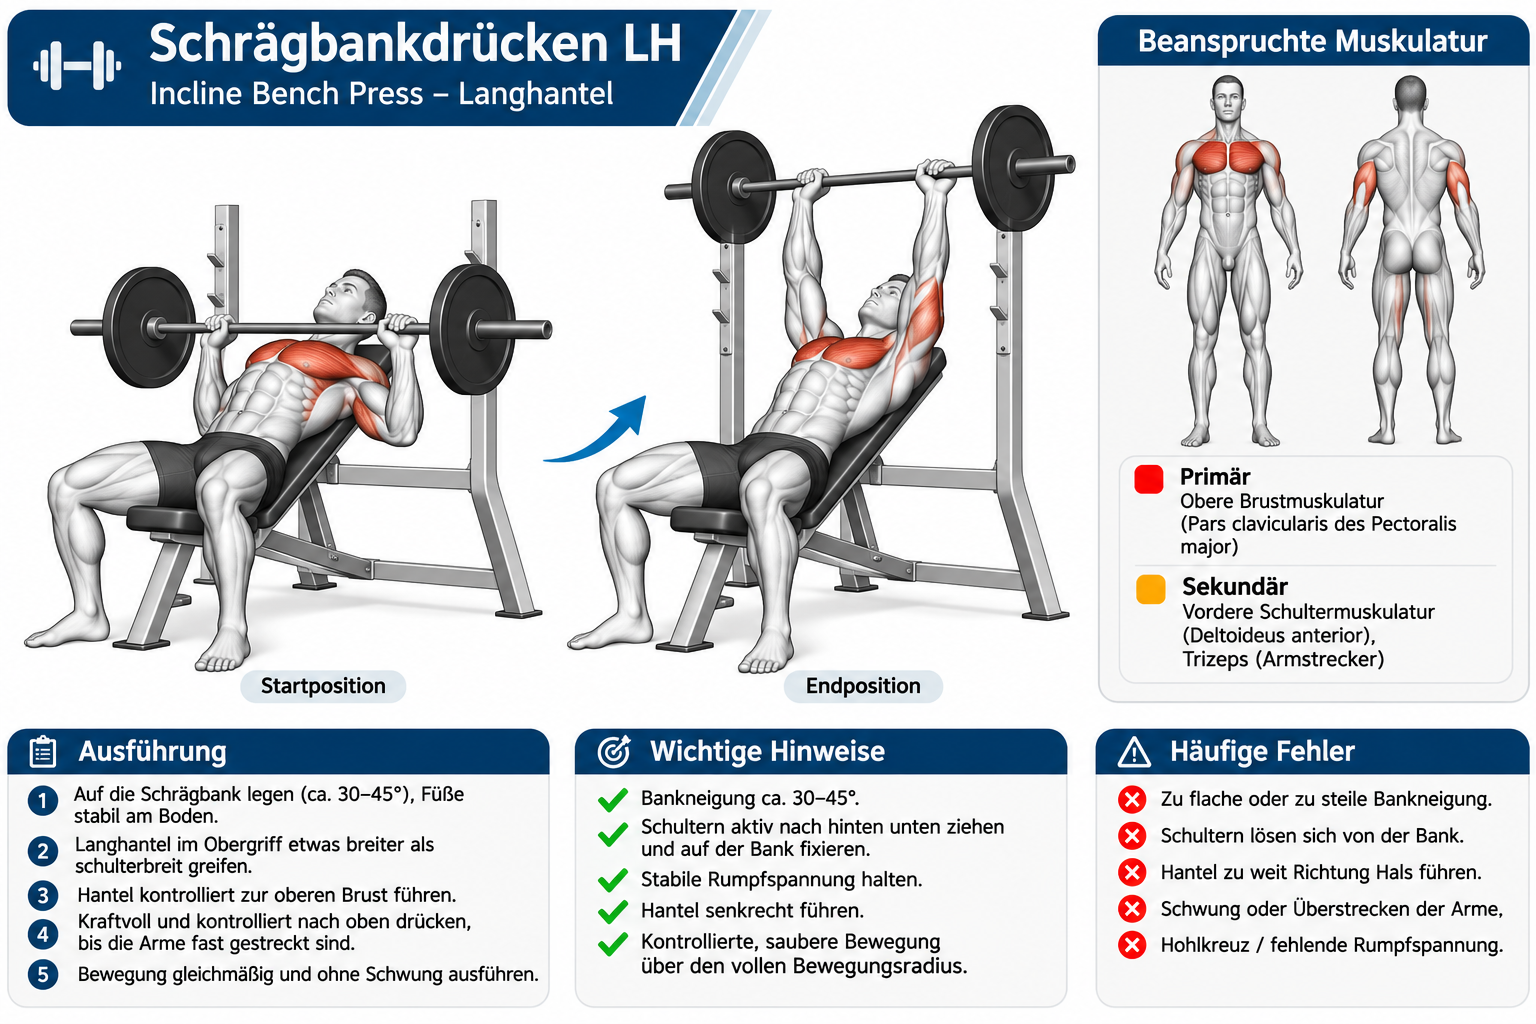 Schrägbankdrücken LH
Incline Bench Press – Langhantel
Beanspruchte Muskulatur
Primär
Obere Brustmuskulatur
(Pars clavicularis des Pectoralis
major)
Sekundär
Vordere Schultermuskulatur
(Deltoideus anterior),
Trizeps (Armstrecker)
Startposition
Endposition
Ausführung
1 Auf die Schrägbank legen (ca. 30–45°), Füße
stabil am Boden.
2 Langhantel im Obergriff etwas breiter als
schulterbreit greifen.
3 Hantel kontrolliert zur oberen Brust führen.
4 Kraftvoll und kontrolliert nach oben drücken,
bis die Arme fast gestreckt sind.
5 Bewegung gleichmäßig und ohne Schwung ausführen.
Wichtige Hinweise
Bankneigung ca. 30–45°.
Schultern aktiv nach hinten unten ziehen
und auf der Bank fixieren.
Stabile Rumpfspannung halten.
Hantel senkrecht führen.
Kontrollierte, saubere Bewegung
über den vollen Bewegungsradius.
Häufige Fehler
Zu flache oder zu steile Bankneigung.
Schultern lösen sich von der Bank.
Hantel zu weit Richtung Hals führen.
Schwung oder Überstrecken der Arme,
Hohlkreuz / fehlende Rumpfspannung.